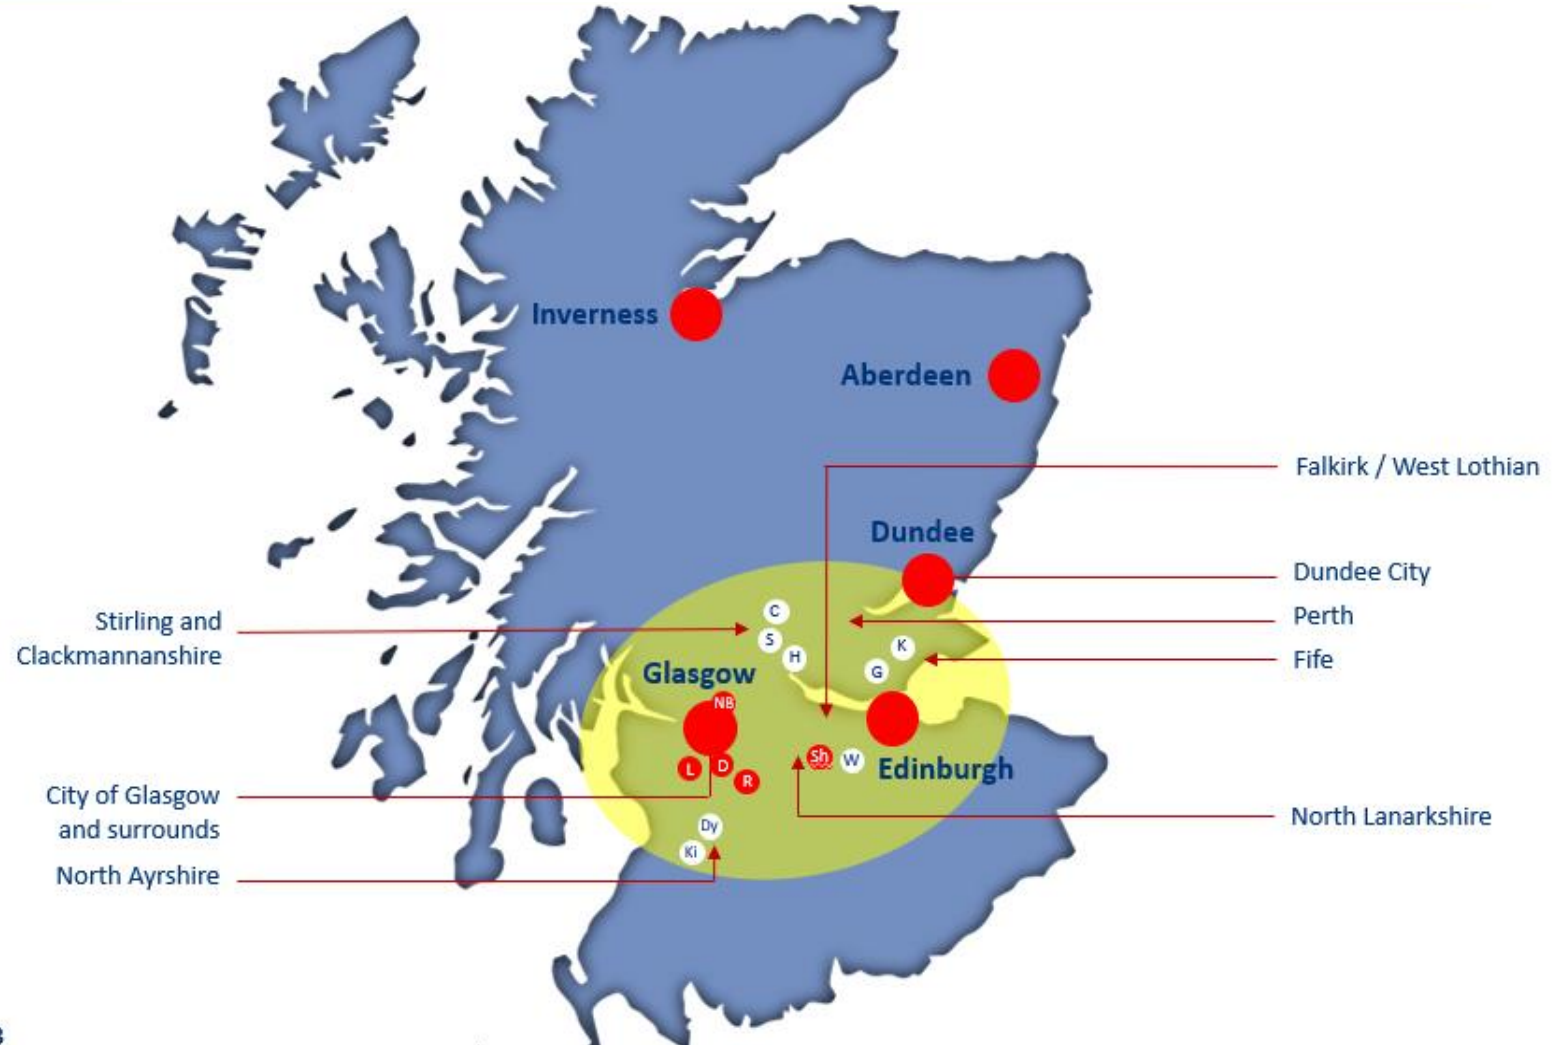 Inverness
Aberdeen
Falkirk / West Lothian
Dundee
Dundee City
C
Stirling and
Clackmannanshire
Perth
S
K
H
Fife
G
Glasgow
NB
Sh
W
Edinburgh
L
D
R
City of Glasgow
and surrounds
North Lanarkshire
Dy
Ki
North Ayrshire